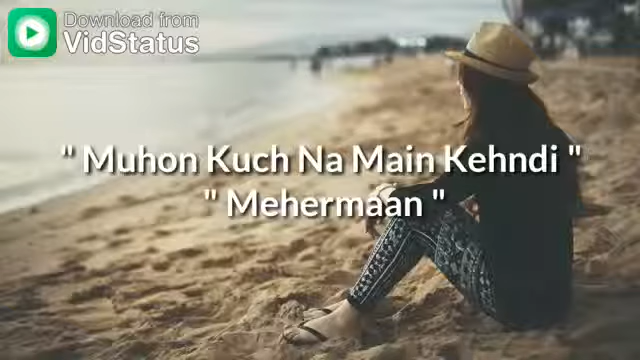 Download from
VidStatus
" Muhon Kuch Na Main Kehndi "
" Mehermaan "